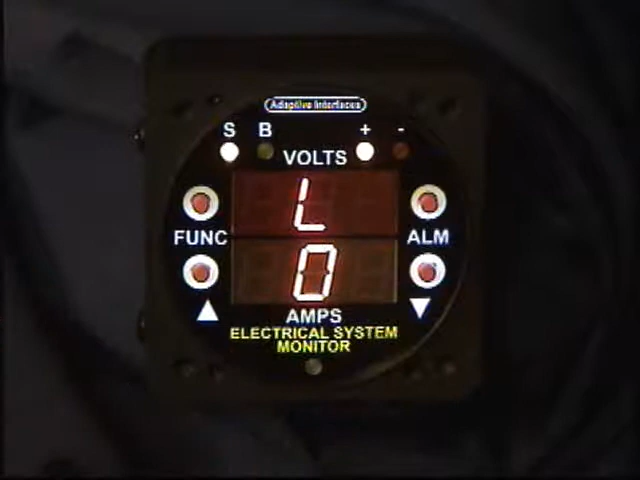 Adaptive Interfaces
S B + -
VOLTS
L
FUNC ALM
0
AMPS
ELECTRICAL SYSTEM
MONITOR